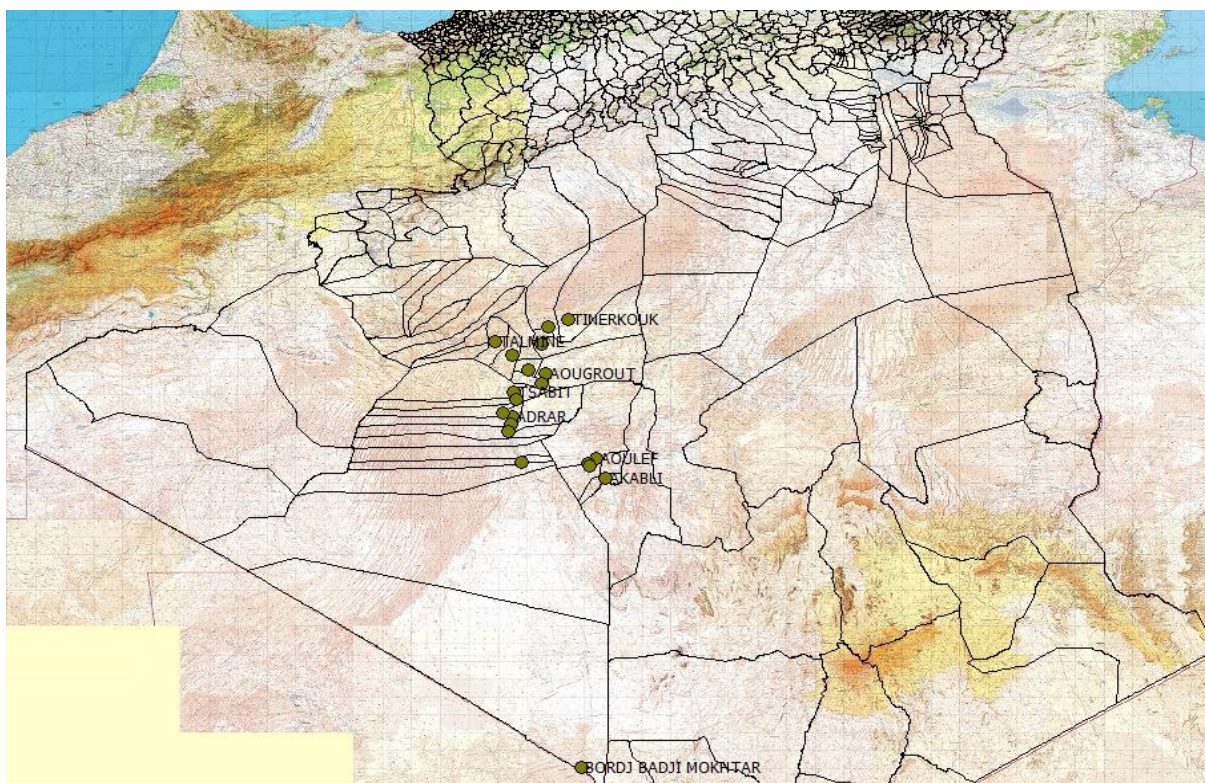 TINERKOUK
TALMINE
AOUGROUT
TSABIT
ADRAR
AOULEF
AKABLI
BORDJ BADJI MOKHTAR